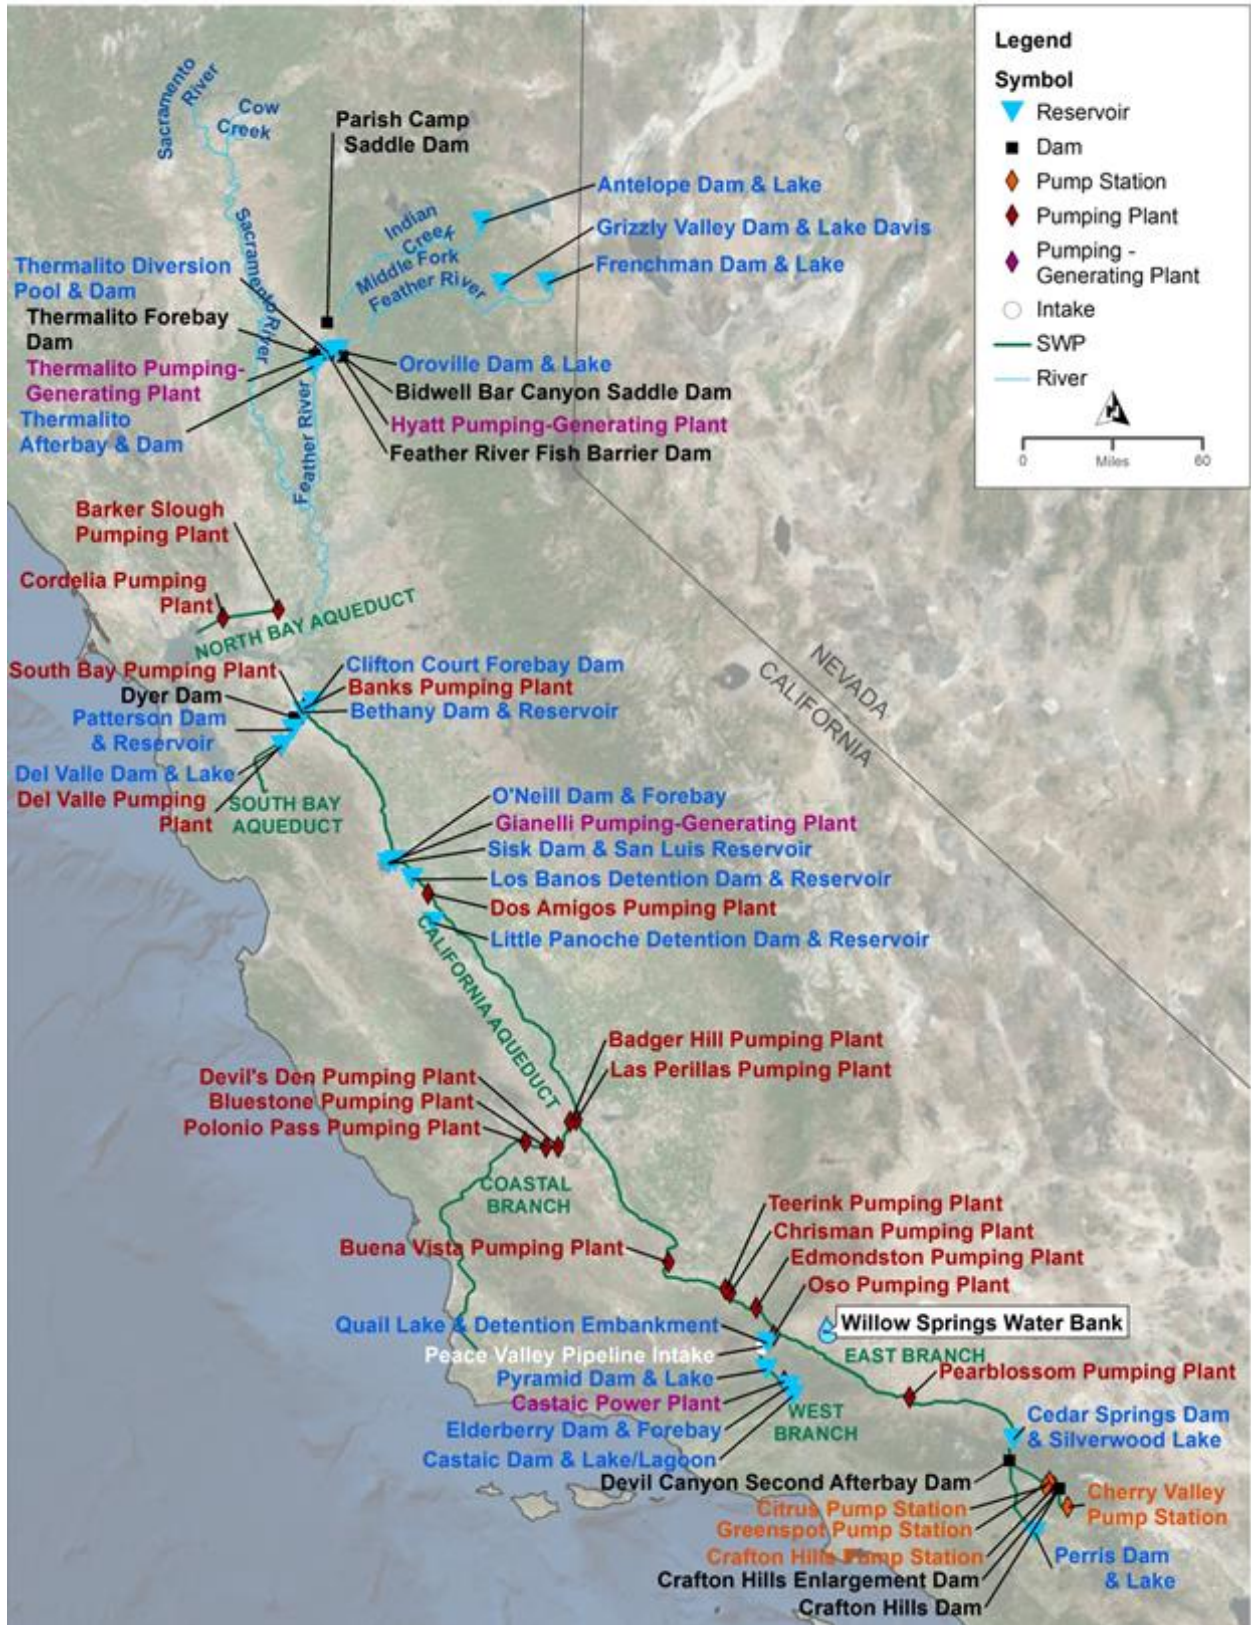 Legend
Symbol
Reservoir
Dam
Pump Station
Pumping Plant
Pumping -
Generating Plant
Intake
SWP
River
N
0
Miles
60
Sacramento
River
Cow
Creek
Parish Camp
Saddle Dam
Antelope Dam & Lake
Indian
Creek
Grizzly Valley Dam & Lake Davis
Middle Fork
Feather River
Frenchman Dam & Lake
Sacramento River
Thermalito Diversion
Pool & Dam
Thermalito Forebay
Dam
Thermalito Pumping-
Generating Plant
Thermalito
Afterbay & Dam
Oroville Dam & Lake
Bidwell Bar Canyon Saddle Dam
Hyatt Pumping-Generating Plant
Feather River Fish Barrier Dam
Feather River
Barker Slough
Pumping Plant
Cordelia Pumping
Plant
NORTH BAY AQUEDUCT
South Bay Pumping Plant
Dyer Dam
Patterson Dam
& Reservoir
Del Valle Dam & Lake
Del Valle Pumping
Plant
SOUTH BAY
AQUEDUCT
Clifton Court Forebay Dam
Banks Pumping Plant
Bethany Dam & Reservoir
NEVADA
CALIFORNIA
O'Neill Dam & Forebay
Gianelli Pumping-Generating Plant
Sisk Dam & San Luis Reservoir
Los Banos Detention Dam & Reservoir
Dos Amigos Pumping Plant
Little Panoche Detention Dam & Reservoir
CALIFORNIA AQUEDUCT
Badger Hill Pumping Plant
Las Perillas Pumping Plant
Devil's Den Pumping Plant
Bluestone Pumping Plant
Polonio Pass Pumping Plant
COASTAL
BRANCH
Teerink Pumping Plant
Chrisman Pumping Plant
Buena Vista Pumping Plant
Edmondston Pumping Plant
Oso Pumping Plant
Quail Lake & Detention Embankment
Willow Springs Water Bank
Peace Valley Pipeline Intake
EAST BRANCH
Pyramid Dam & Lake
Pearblossom Pumping Plant
Castaic Power Plant
WEST
BRANCH
Elderberry Dam & Forebay
Castaic Dam & Lake/Lagoon
Cedar Springs Dam
& Silverwood Lake
Devil Canyon Second Afterbay Dam
Citrus Pump Station
Cherry Valley
Pump Station
Greenspot Pump Station
Crafton Hills Pump Station
Perris Dam
& Lake
Crafton Hills Enlargement Dam
Crafton Hills Dam